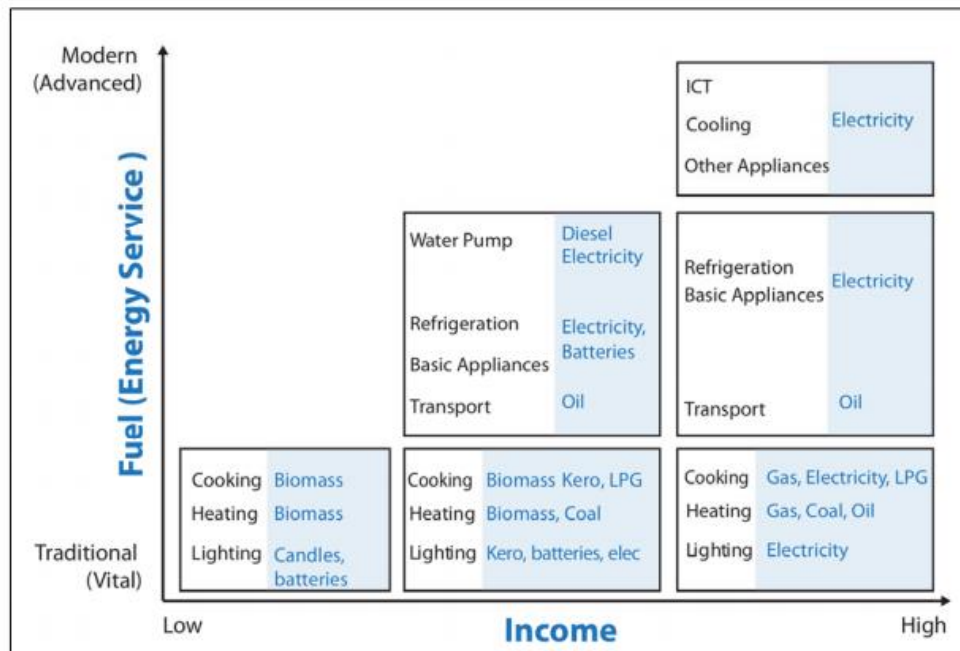 Modern
(Advanced)
Fuel (Energy Service )
Traditional
(Vital)
ICT
Cooling
Other Appliances
Electricity
Water Pump
Diesel
Electricity
Refrigeration
Basic Appliances
Electricity,
Batteries
Transport
Oil
Refrigeration
Basic Appliances
Electricity
Transport
Oil
Cooking Biomass
Heating Biomass
Lighting Candles,
batteries
Cooking Biomass Kero, LPG
Heating Biomass, Coal
Lighting Kero, batteries, elec
Cooking Gas, Electricity, LPG
Heating Gas, Coal, Oil
Lighting Electricity
Low
Income
High